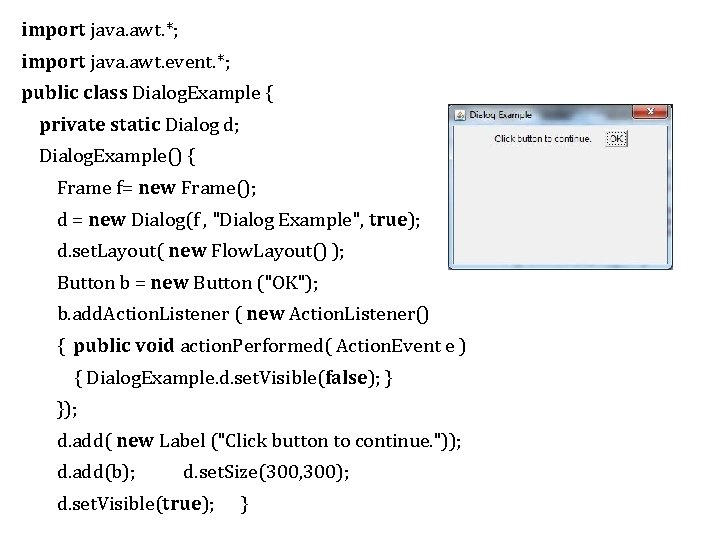 import java.awt.*;
import java.awt.event.*;
public class Dialog.Example {
private static Dialog d;
Dialog.Example() {
Frame f= new Frame();
d = new Dialog(f , "Dialog Example", true);
d.set.Layout( new Flow.Layout() );
Button b = new Button ("OK");
b.add.Action.Listener ( new Action.Listener()
{ public void action.Performed( Action.Event e )
{ Dialog.Example.d.set.Visible(false); }
});
d.add( new Label ("Click button to continue."));
d.add(b); d.set.Size(300,300);
d.set.Visible(true); }
Dialog Example
Click button to continue. OK